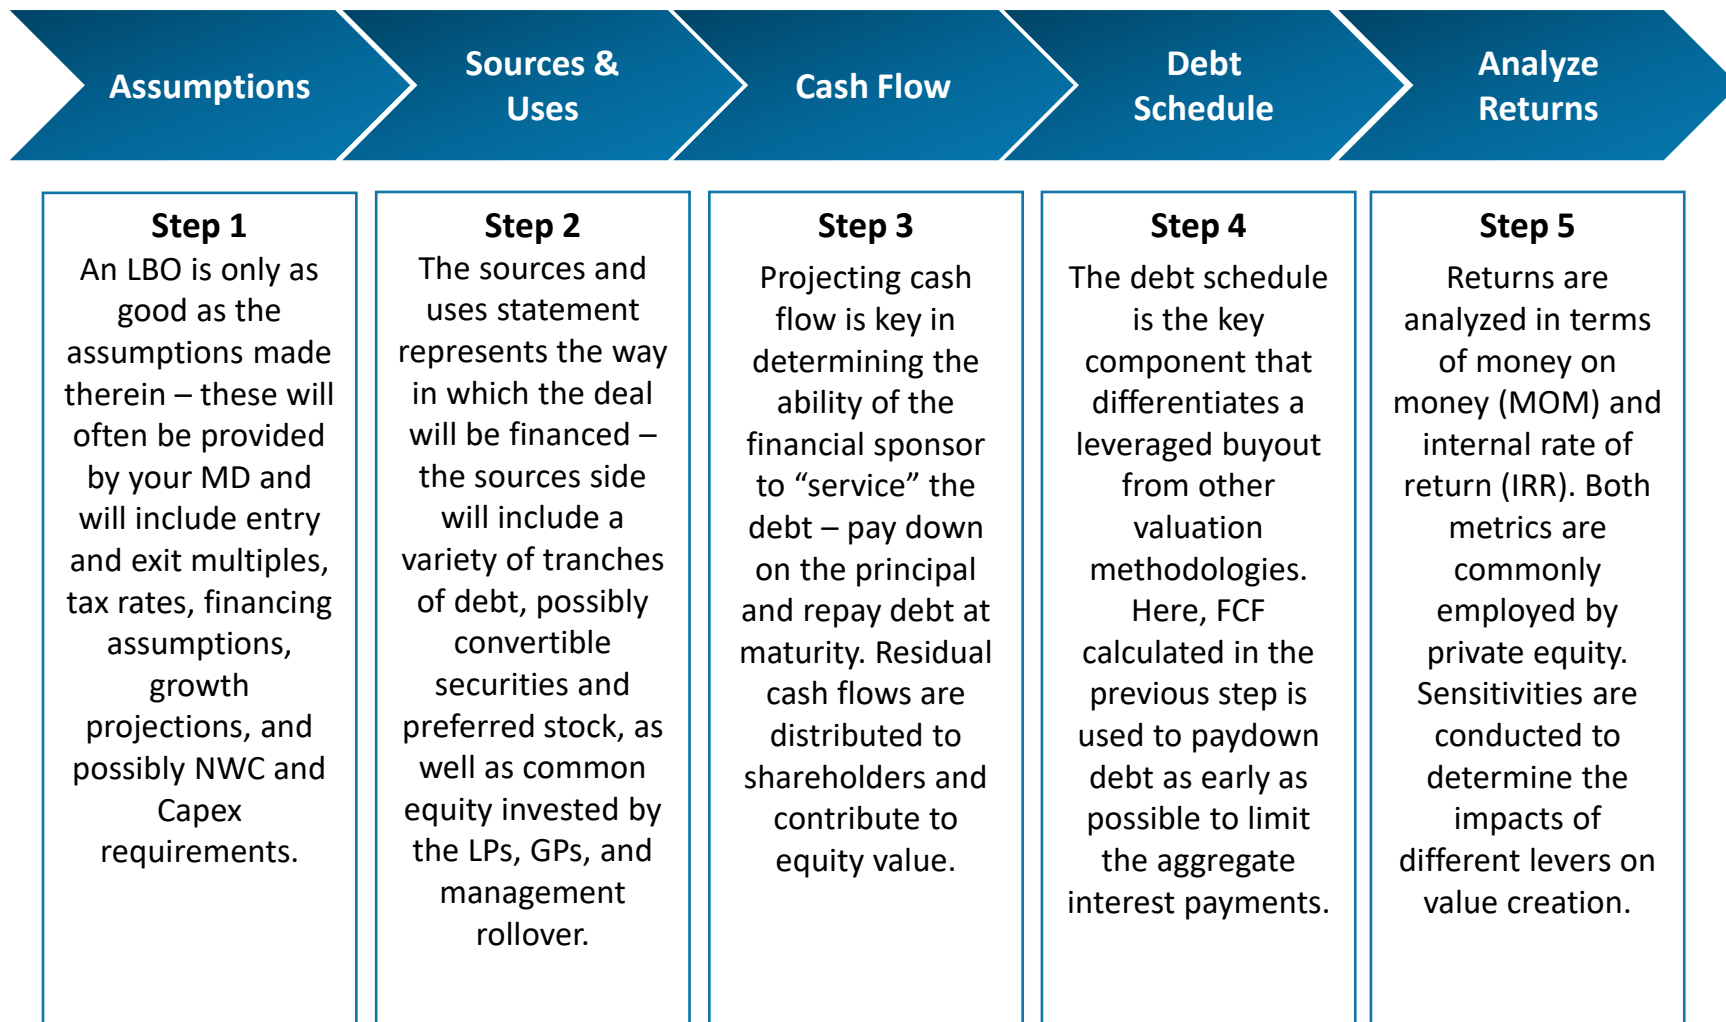 Assumptions
Sources &
Uses
Cash Flow
Debt
Schedule
Analyze
Returns
Step 1
An LBO is only as
good as the
assumptions made
therein – these will
often be provided
by your MD and
will include entry
and exit multiples,
tax rates, financing
assumptions,
growth
projections, and
possibly NWC and
Capex
requirements.
Step 2
The sources and
uses statement
represents the way
in which the deal
will be financed –
the sources side
will include a
variety of tranches
of debt, possibly
convertible
securities and
preferred stock, as
well as common
equity invested by
the LPs, GPs, and
management
rollover.
Step 3
Projecting cash
flow is key in
determining the
ability of the
financial sponsor
to “service” the
debt – pay down
on the principal
and repay debt at
maturity. Residual
cash flows are
distributed to
shareholders and
contribute to
equity value.
Step 4
The debt schedule
is the key
component that
differentiates a
leveraged buyout
from other
valuation
methodologies.
Here, FCF
calculated in the
previous step is
used to paydown
debt as early as
possible to limit
the aggregate
interest payments.
Step 5
Returns are
analyzed in terms
of money on
money (MOM) and
internal rate of
return (IRR). Both
metrics are
commonly
employed by
private equity.
Sensitivities are
conducted to
determine the
impacts of
different levers on
value creation.